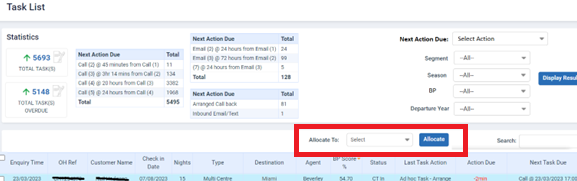 Task List
Statistics
5693
TOTAL TASK(S)
5148
TOTAL TASK(S)
OVERDUE
Next Action Due Total
Call (2) @ 45 minutes from Call (1) 11
Call (3) @ 3hr 14 mins from Call (2) 134
Call (4) @ 20 hours from Call (3) 3382
Call (5) @ 24 hours from Call (4) 1968
Total 5495
Next Action Due Total
Email (2) @ 24 hours from Email (1) 24
Email (3) @ 72 hours from Email (2) 99
(7) @ 24 hours from Email (3) 5
Total 128
Next Action Due Total
Arranged Call back 81
Inbound Email/Text 1
Next Action Due: Select Action
Segment --All--
Season --All--
BP --All--
Departure Year --All--
Display Resul
Allocate To: Select Allocate
Search:
Enquiry Time OH Ref Customer Name Check in Date Nights Type Destination Agent BP Score % Status Last Task Action Action Due Next Task Due
23/03/2023 07/08/2023 15 Multi Centre Miami Beverley 54.70 CT In Ad hoc Task - Arrange -2min Call @ 23/03/2023 17:0